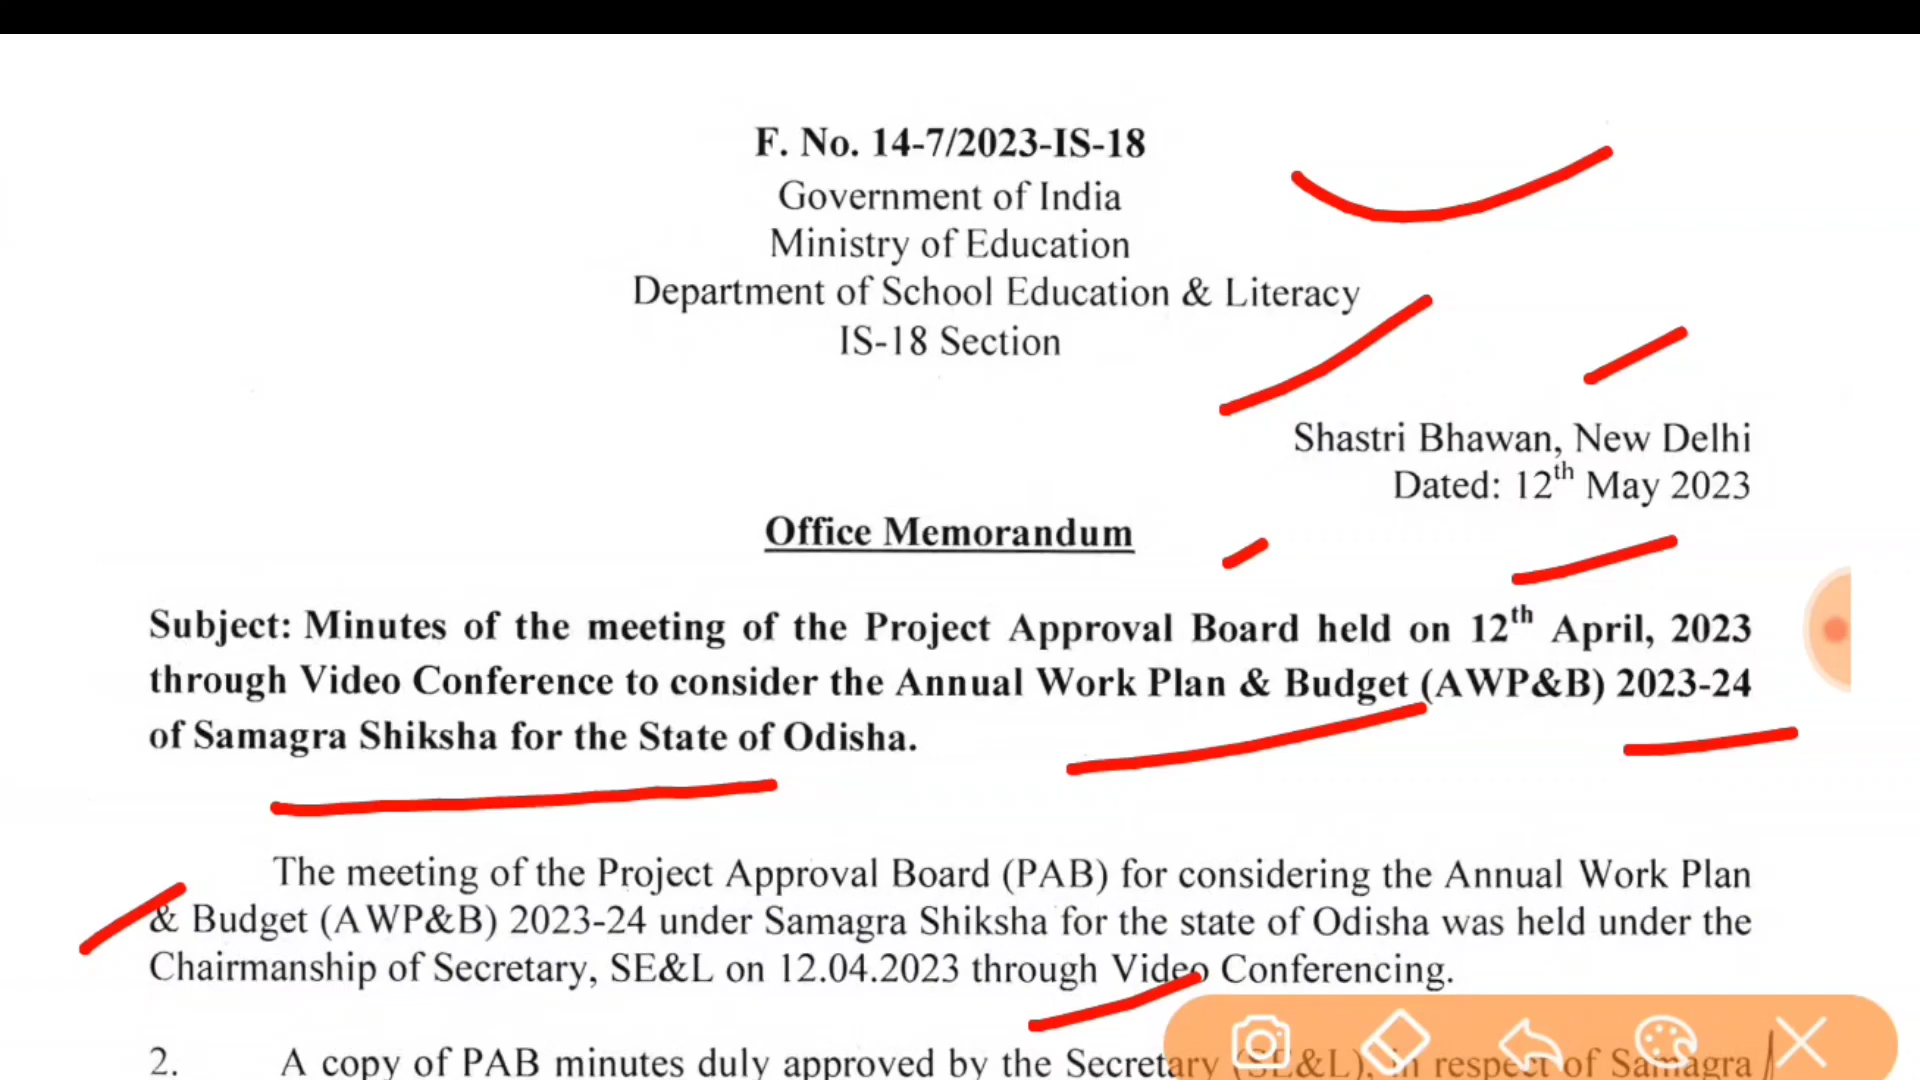 F. No. 14-7/2023-IS-18
Government of India
Ministry of Education
Department of School Education & Literacy
IS-18 Section
Shastri Bhawan, New Delhi
Dated: 12th May 2023
Office Memorandum
Subject: Minutes of the meeting of the Project Approval Board held on 12th April, 2023
through Video Conference to consider the Annual Work Plan & Budget (AWP&B) 2023-24
of Samagra Shiksha for the State of Odisha.
The meeting of the Project Approval Board (PAB) for considering the Annual Work Plan
& Budget (AWP&B) 2023-24 under Samagra Shiksha for the state of Odisha was held under the
Chairmanship of Secretary, SE&L on 12.04.2023 through Video Conferencing.
2. A copy of PAB minutes duly approved by the Secretary (SE&L), in respect of Samagra